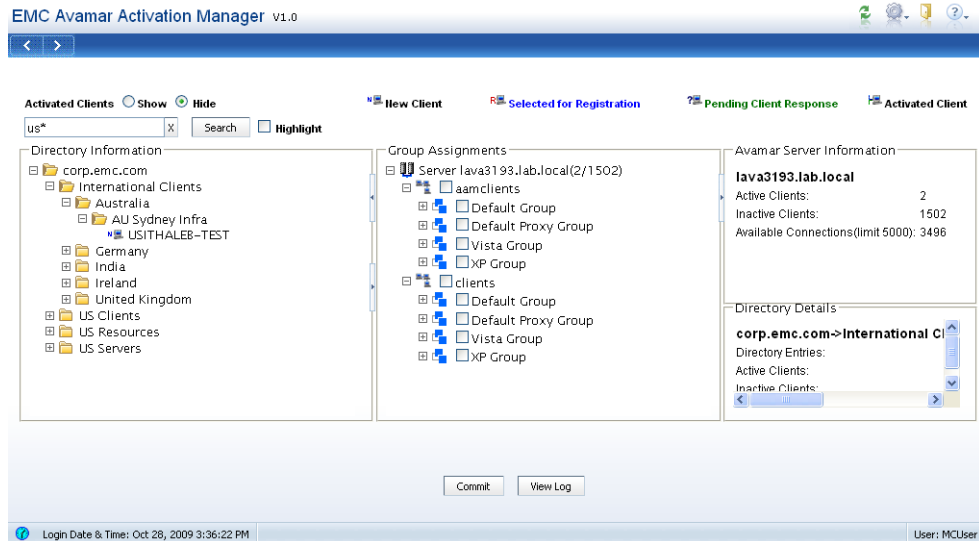 EMC Avamar Activation Manager V1.0
Activated Clients Show Hide
N New Client
R Selected for Registration
? Pending Client Response
Activated Client
us* X Search Highlight
Directory Information
corp.emc.com
International Clients
Australia
AU Sydney Infra
N USITHALEB-TEST
Germany
India
Ireland
United Kingdom
US Clients
US Resources
US Servers
Group Assignments
Server lava3193.lab.local(2/1502)
aamclients
Default Group
Default Proxy Group
Vista Group
XP Group
clients
Default Group
Default Proxy Group
Vista Group
XP Group
Avamar Server Information
lava3193.lab.local
Active Clients: 2
Inactive Clients: 1502
Available Connections(limit 5000): 3496
Directory Details
corp.emc.com->International Cl
Directory Entries:
Active Clients:
Inactive Clients:
Commit View Log
Login Date & Time: Oct 28, 2009 3:36:22 PM
User: MCUser